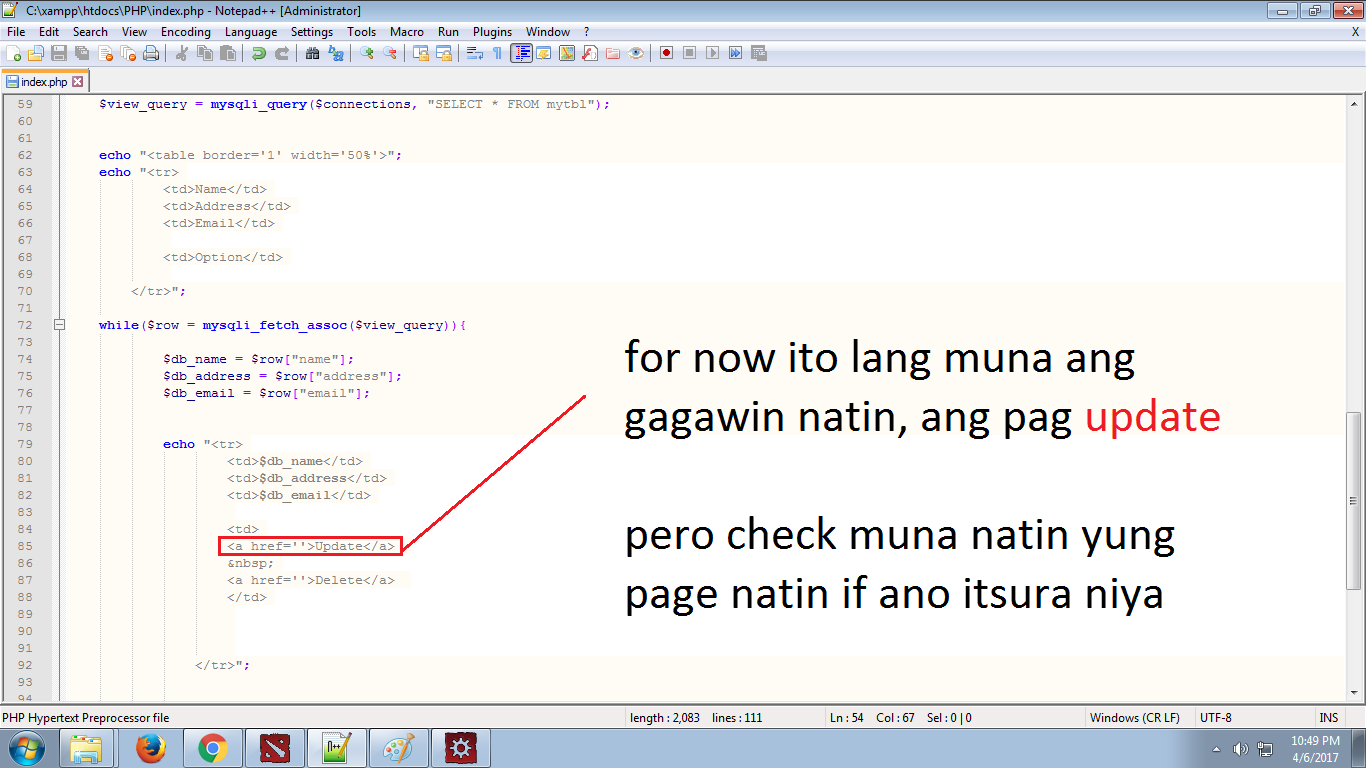 C:\xampp\htdocs\PHP\index.php - Notepad++ [Administrator]
File Edit Search View Encoding Language Settings Tools Macro Run Plugins Window ? X
index.php
59 $view_query = mysqli_query($connections, "SELECT * FROM mytbl");
60
61
62 echo "<table border='1' width='50%'>";
63 echo "<tr>
64 <td>Name</td>
65 <td>Address</td>
66 <td>Email</td>
67
68 <td>Option</td>
69
70 </tr>";
71
72 while($row = mysqli_fetch_assoc($view_query)){
73
74 $db_name = $row["name"];
75 $db_address = $row["address"];
76 $db_email = $row["email"];
77
78
79 echo "<tr>
80 <td>$db_name</td>
81 <td>$db_address</td>
82 <td>$db_email</td>
83
84 <td>
85 <a href=''>Update</a>
86 &nbsp;
87 <a href=''>Delete</a>
88 </td>
89
90
91
92 </tr>";
93
94
for now ito lang muna ang
gagawin natin, ang pag update
pero check muna natin yung
page natin if ano itsura niya
PHP Hypertext Preprocessor file length : 2,083 lines : 111 Ln : 54 Col : 67 Sel : 0 | 0 Windows (CR LF) UTF-8 INS
10:49 PM
4/6/2017